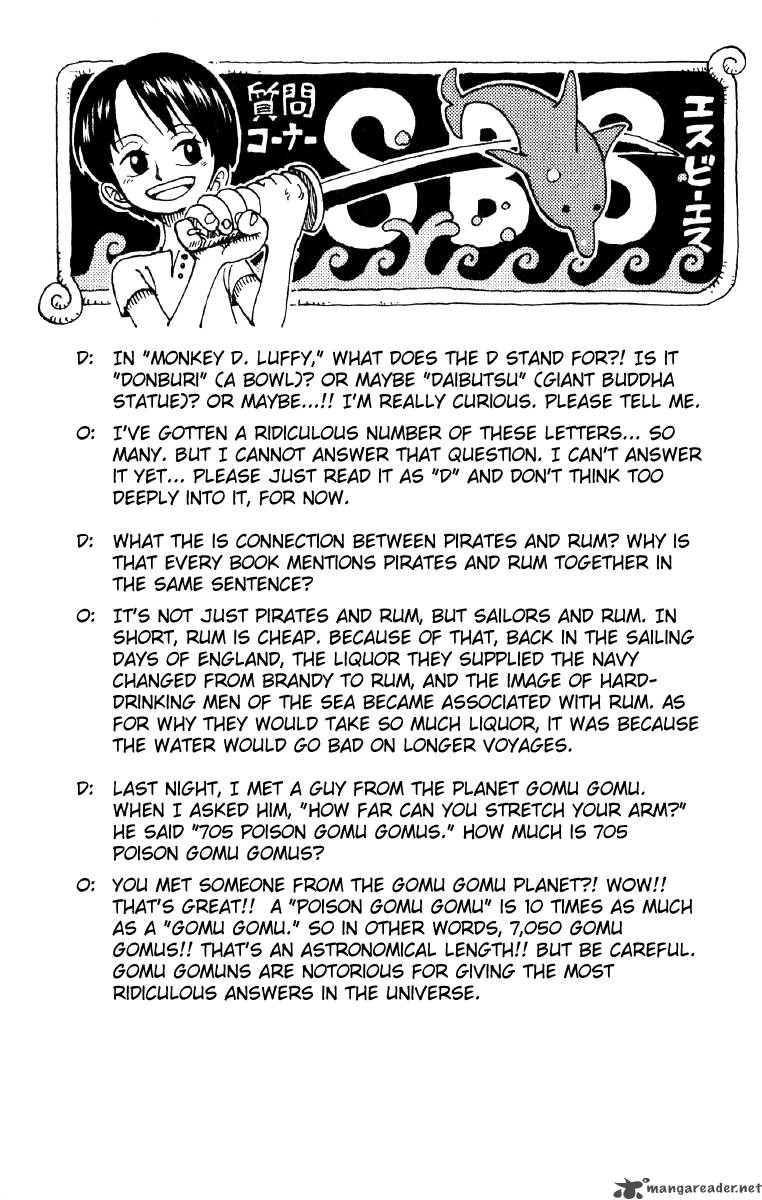 質問
コーナー
SBS
エスビーエス
D: IN "MONKEY D. LUFFY," WHAT DOES THE D STAND FOR?! IS IT
"DONBURI" (A BOWL)? OR MAYBE "DAIBUTSU" (GIANT BUDDHA
STATUE)? OR MAYBE...!! I'M REALLY CURIOUS. PLEASE TELL ME.
O: I'VE GOTTEN A RIDICULOUS NUMBER OF THESE LETTERS... SO
MANY. BUT I CANNOT ANSWER THAT QUESTION. I CAN'T ANSWER
IT YET... PLEASE JUST READ IT AS "D" AND DON'T THINK TOO
DEEPLY INTO IT, FOR NOW.
D: WHAT THE IS CONNECTION BETWEEN PIRATES AND RUM? WHY IS
THAT EVERY BOOK MENTIONS PIRATES AND RUM TOGETHER IN
THE SAME SENTENCE?
O: IT'S NOT JUST PIRATES AND RUM, BUT SAILORS AND RUM. IN
SHORT, RUM IS CHEAP. BECAUSE OF THAT, BACK IN THE SAILING
DAYS OF ENGLAND, THE LIQUOR THEY SUPPLIED THE NAVY
CHANGED FROM BRANDY TO RUM, AND THE IMAGE OF HARD-
DRINKING MEN OF THE SEA BECAME ASSOCIATED WITH RUM. AS
FOR WHY THEY WOULD TAKE SO MUCH LIQUOR, IT WAS BECAUSE
THE WATER WOULD GO BAD ON LONGER VOYAGES.
D: LAST NIGHT, I MET A GUY FROM THE PLANET GOMU GOMU.
WHEN I ASKED HIM, "HOW FAR CAN YOU STRETCH YOUR ARM?"
HE SAID "705 POISON GOMU GOMUS." HOW MUCH IS 705
POISON GOMU GOMUS?
O: YOU MET SOMEONE FROM THE GOMU GOMU PLANET?! WOW!!
THAT'S GREAT!! A "POISON GOMU GOMU" IS 10 TIMES AS MUCH
AS A "GOMU GOMU." SO IN OTHER WORDS, 7,050 GOMU
GOMUS!! THAT'S AN ASTRONOMICAL LENGTH!! BUT BE CAREFUL.
GOMU GOMUNS ARE NOTORIOUS FOR GIVING THE MOST
RIDICULOUS ANSWERS IN THE UNIVERSE.
mangareader.net